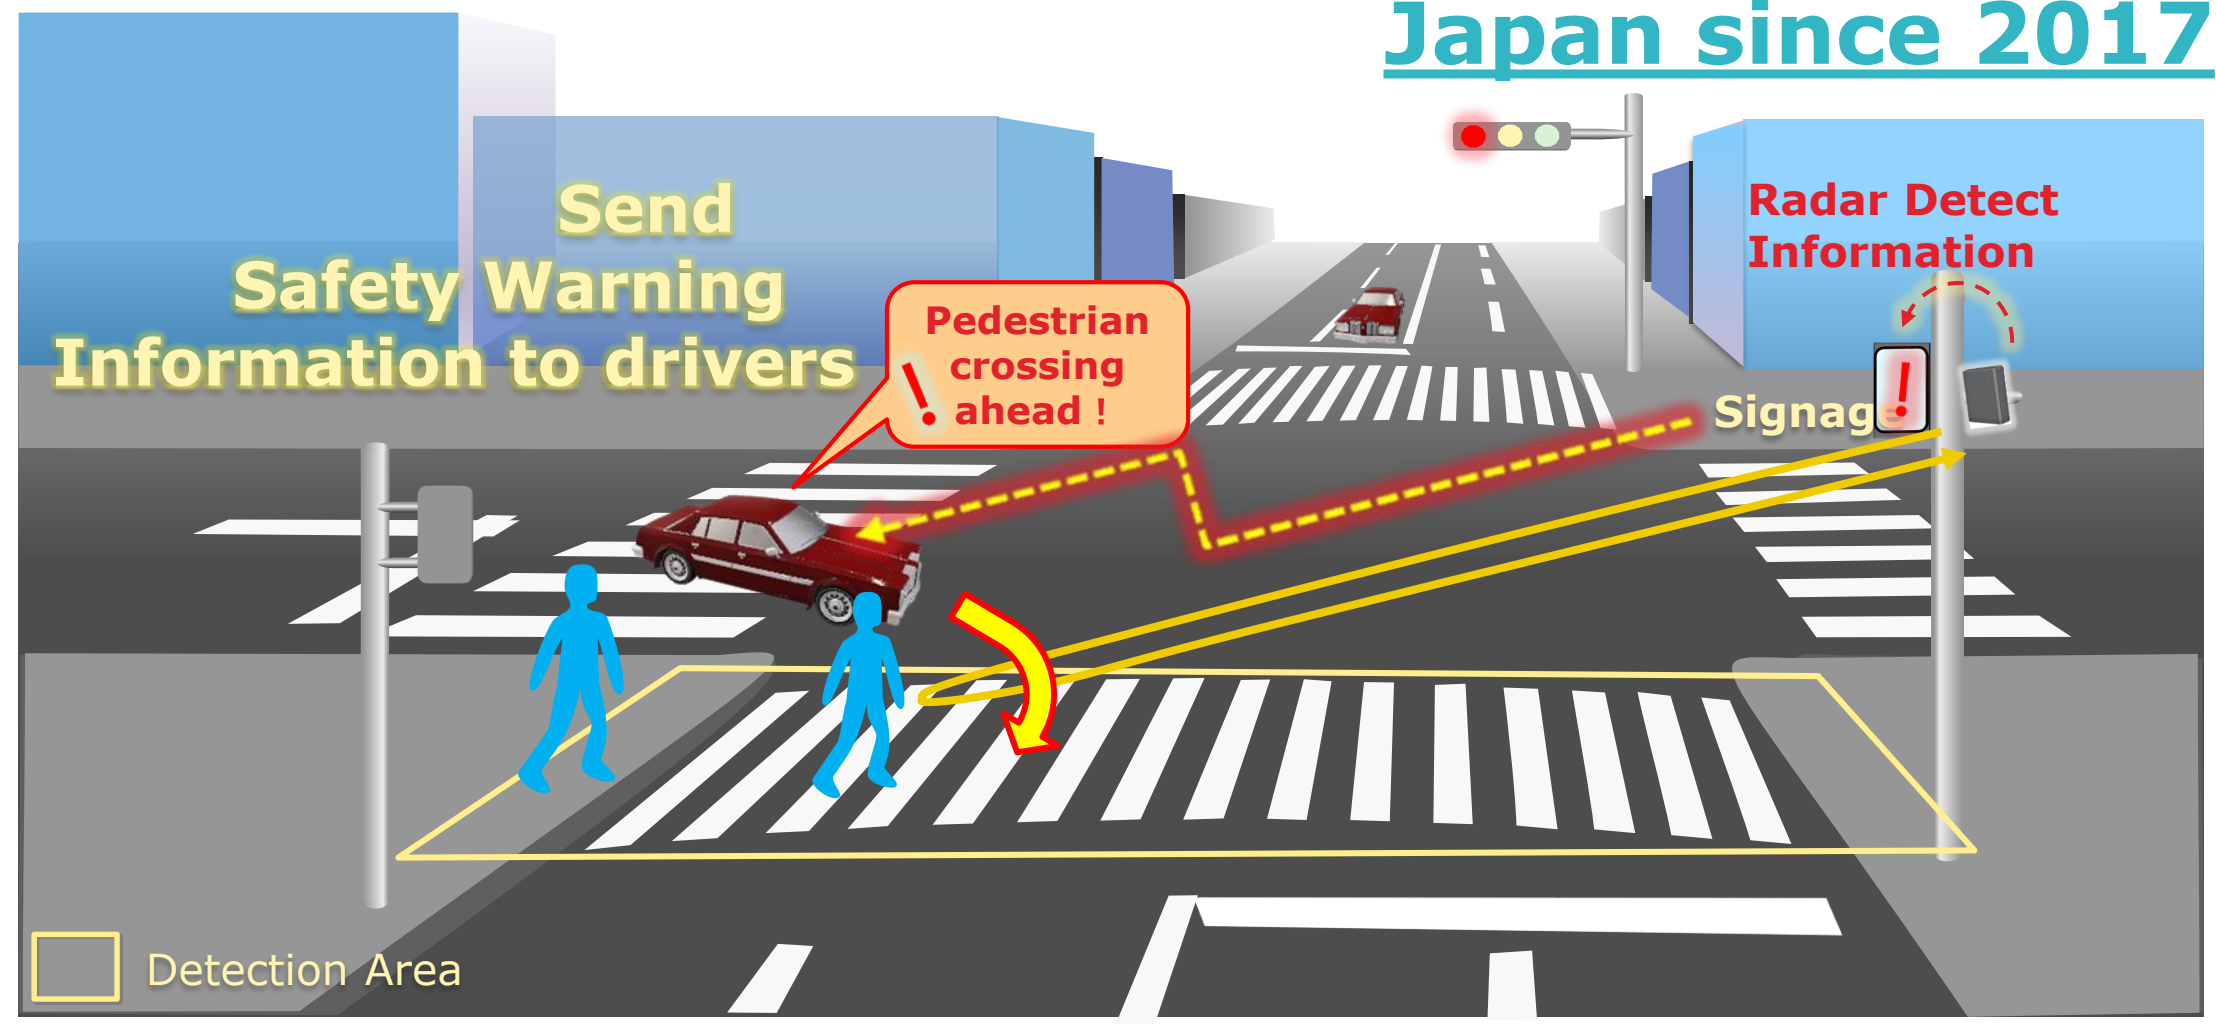 Japan since 2017
Send
Safety Warning
Information to drivers
Radar Detect
Information
Pedestrian
crossing
ahead !
!
Signage
!
Detection Area